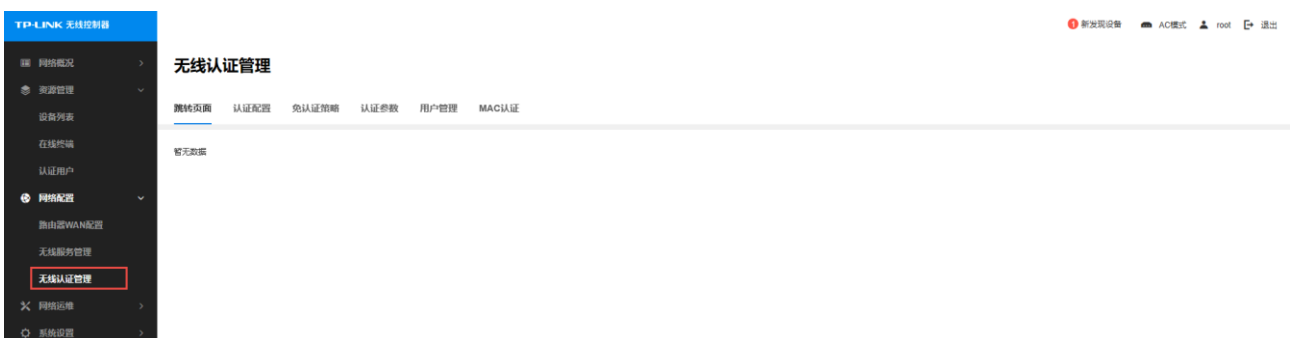 TP-LINK 无线控制器
1 新发现设备 AC模式 root 退出
网络概况
资源管理
设备列表
在线终端
认证用户
网络配置
路由器WAN配置
无线服务管理
无线认证管理
网络运维
系统设置
无线认证管理
跳转页面 认证配置 免认证策略 认证参数 用户管理 MAC认证
暂无数据